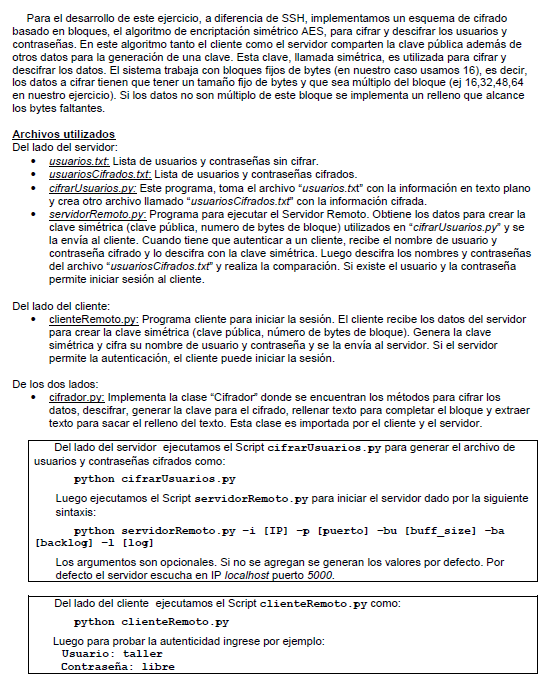 Para el desarrollo de este ejercicio, a diferencia de SSH, implementamos un esquema de cifrado
basado en bloques, el algoritmo de encriptación simétrico AES, para cifrar y descifrar los usuarios y
contraseñas. En este algoritmo tanto el cliente como el servidor comparten la clave pública además de
otros datos para la generación de una clave. Esta clave, llamada simétrica, es utilizada para cifrar y
descifrar los datos. El sistema trabaja con bloques fijos de bytes (en nuestro caso usamos 16), es decir,
los datos a cifrar tienen que tener un tamaño fijo de bytes y que sea múltiplo del bloque (ej 16,32,48,64
en nuestro ejercicio). Si los datos no son múltiplo de este bloque se implementa un relleno que alcance
los bytes faltantes.
Archivos utilizados
Del lado del servidor:
• usuarios.txt: Lista de usuarios y contraseñas sin cifrar.
• usuariosCifrados.txt: Lista de usuarios y contraseñas cifrados.
• cifrarUsuarios.py: Este programa, toma el archivo “usuarios.txt” con la información en texto plano
y crea otro archivo llamado “usuariosCifrados.txt” con la información cifrada.
• servidorRemoto.py: Programa para ejecutar el Servidor Remoto. Obtiene los datos para crear la
clave simétrica (clave pública, numero de bytes de bloque) utilizados en “cifrarUsuarios.py” y se
la envía al cliente. Cuando tiene que autenticar a un cliente, recibe el nombre de usuario y
contraseña cifrado y lo descifra con la clave simétrica. Luego descifra los nombres y contraseñas
del archivo “usuariosCifrados.txt” y realiza la comparación. Si existe el usuario y la contraseña
permite iniciar sesión al cliente.
Del lado del cliente:
• clienteRemoto.py: Programa cliente para iniciar la sesión. El cliente recibe los datos del servidor
para crear la clave simétrica (clave pública, número de bytes de bloque). Genera la clave
simétrica y cifra su nombre de usuario y contraseña y se la envía al servidor. Si el servidor
permite la autenticación, el cliente puede iniciar la sesión.
De los dos lados:
• cifrador.py: Implementa la clase “Cifrador” donde se encuentran los métodos para cifrar los
datos, descifrar, generar la clave para el cifrado, rellenar texto para completar el bloque y extraer
texto para sacar el relleno del texto. Esta clase es importada por el cliente y el servidor.
Del lado del servidor ejecutamos el Script cifrarUsuarios.py para generar el archivo de
usuarios y contraseñas cifrados como:
python cifrarUsuarios.py
Luego ejecutamos el Script servidorRemoto.py para iniciar el servidor dado por la siguiente
sintaxis:
python servidorRemoto.py –i [IP] –p [puerto] –bu [buff_size] –ba
[backlog] –l [log]
Los argumentos son opcionales. Si no se agregan se generan los valores por defecto. Por
defecto el servidor escucha en IP localhost puerto 5000.
Del lado del cliente ejecutamos el Script clienteRemoto.py como:
python clienteRemoto.py
Luego para probar la autenticidad ingrese por ejemplo:
Usuario: taller
Contraseña: libre